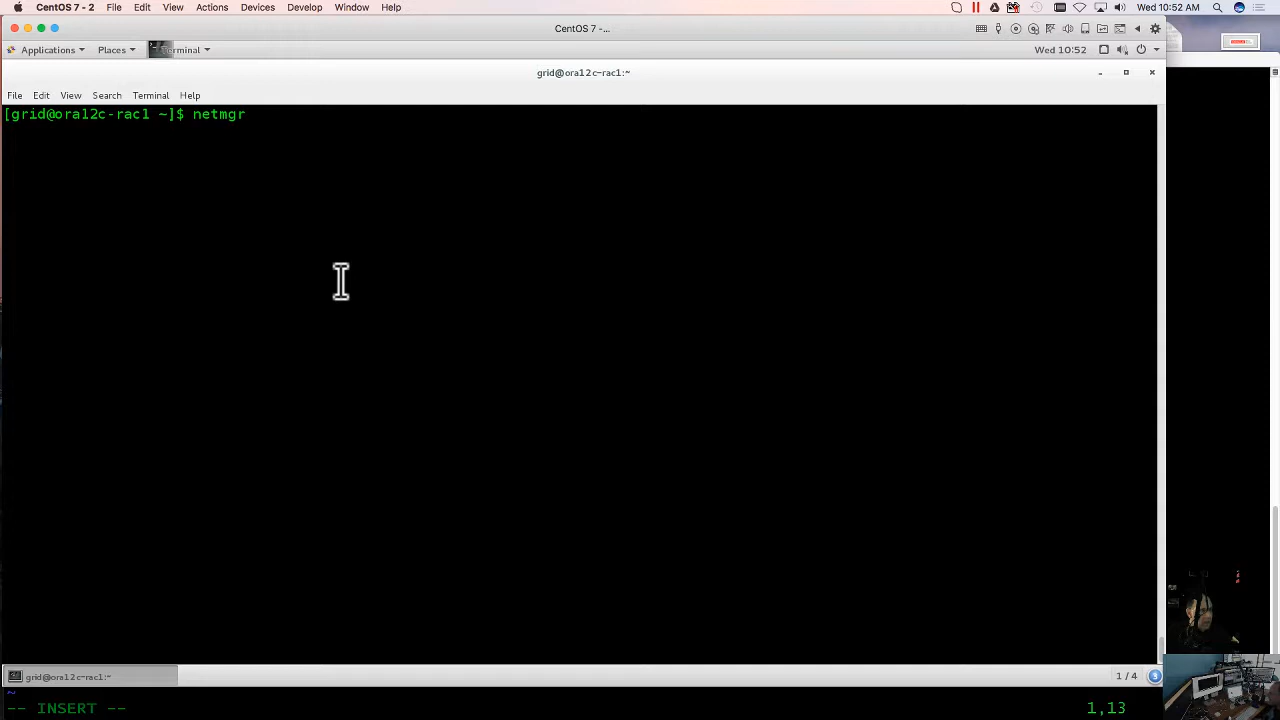 CentOS 7 - 2 File Edit View Actions Devices Develop Window Help Wed 10:52 AM
CentOS 7 -...
Applications Places Terminal Wed 10:52
grid@ora12c-rac1:~
File Edit View Search Terminal Help
[grid@ora12c-rac1 ~]$ netmgr
grid@ora12c-rac1:~ 1 / 4 3
~
-- INSERT -- 1,13